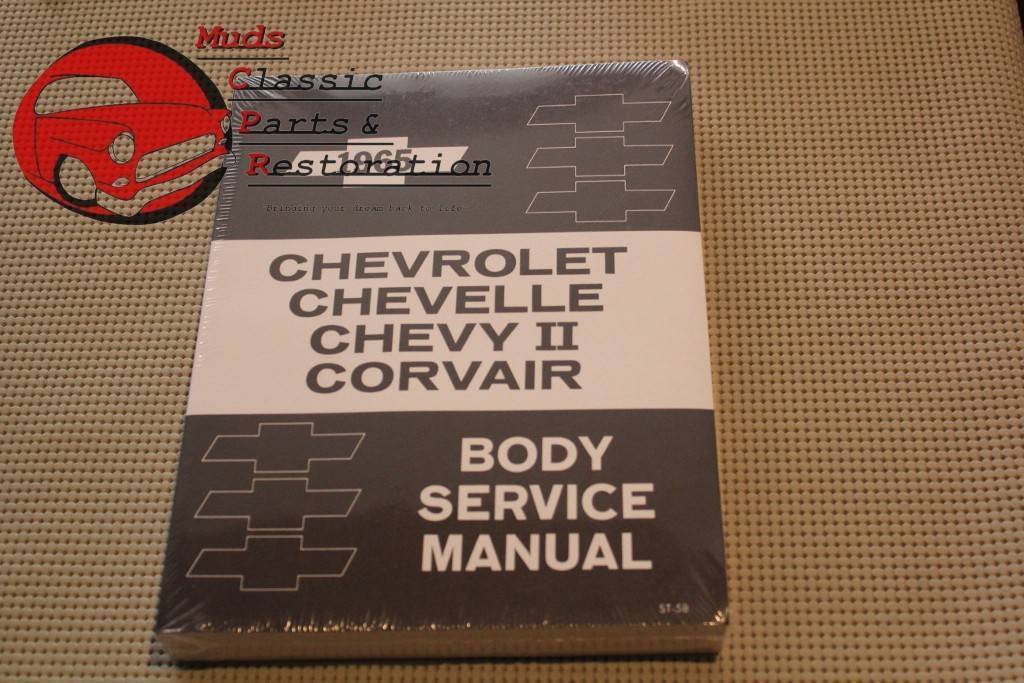 Muds
Classic
Parts &
Restoration
"Bringing your dream back to life"
1965
CHEVROLET
CHEVELLE
CHEVY II
CORVAIR
BODY
SERVICE
MANUAL
ST-58